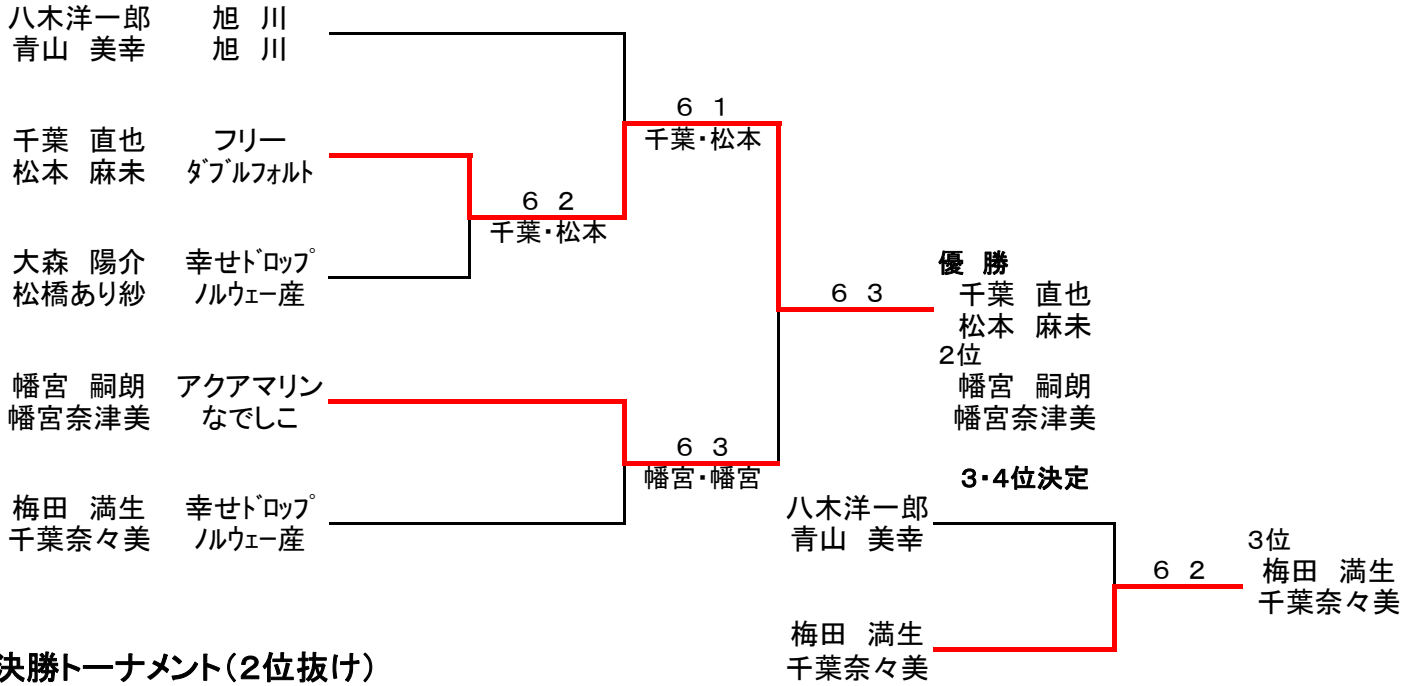 八木洋一郎 旭 川
青山 美幸 旭 川
6 1
千葉・松本
千葉 直也 フリー
松本 麻未 ﾀﾞﾌﾞﾙﾌｫﾙﾄ
6 2
千葉・松本
大森 陽介 幸せﾄﾞﾛｯﾌﾟ
松橋あり紗 ﾉﾙｳｪｰ産
6 3
優 勝
千葉 直也
松本 麻未
2位
幡宮 嗣朗
幡宮奈津美
幡宮 嗣朗 アクアマリン
幡宮奈津美 なでしこ
6 3
幡宮・幡宮
梅田 満生 幸せﾄﾞﾛｯﾌﾟ
千葉奈々美 ﾉﾙｳｪｰ産
3・4位決定
八木洋一郎
青山 美幸
6 2
3位
梅田 満生
千葉奈々美
梅田 満生
千葉奈々美
決勝トーナメント(2位抜け)